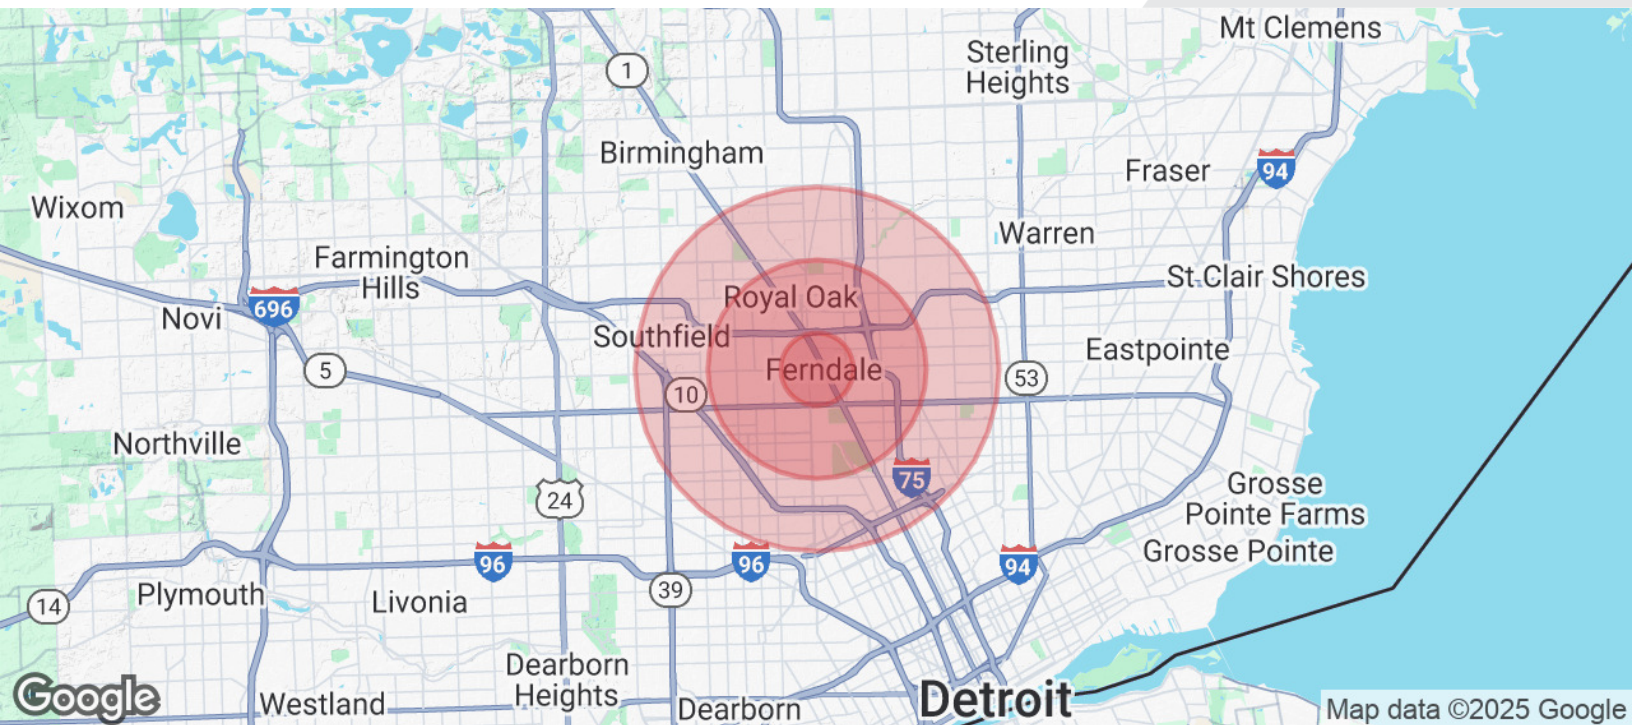 Mt Clemens
Sterling
Heights
1
Birmingham
Fraser
94
Wixom
Warren
Farmington
Hills
St Clair Shores
696
Royal Oak
Novi
Southfield
Eastpointe
5
Ferndale
53
10
Northville
75
24
Grosse
Pointe Farms
Grosse Pointe
96
96
94
39
Plymouth
Livonia
14
Dearborn
Heights
Google
Westland
Dearborn
Detroit
Map data ©2025 Google